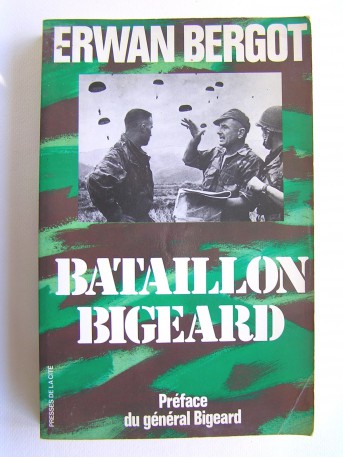 ERWAN BERGOT
BATAILLON
BIGEARD
Préface
du général Bigeard
PRESSES DE LA CITÉ